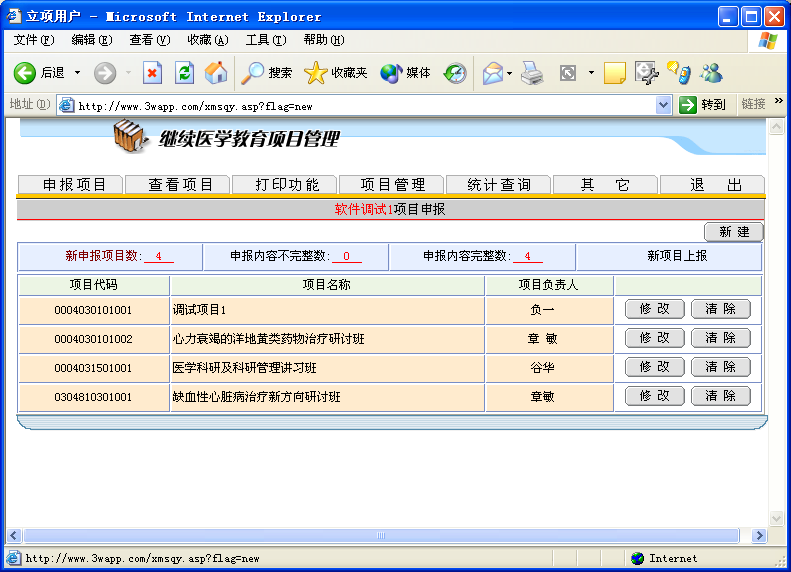 立项用户 - Microsoft Internet Explorer
文件(F) 编辑(E) 查看(V) 收藏(A) 工具(T) 帮助(H)
后退 搜索 收藏夹 媒体
地址(D) http://www.3wapp.com/xmsqy.asp?flag=new 转到 链接 »
继续医学教育项目管理
申报项目 查看项目 打印功能 项目管理 统计查询 其 它 退 出
软件调试1项目申报
新 建
新申报项目数: 4 申报内容不完整数: 0 申报内容完整数: 4 新项目上报
项目代码 项目名称 项目负责人
0004030101001 调试项目1 负一 修 改 清 除
0004030101002 心力衰竭的洋地黄类药物治疗研讨班 章 敏 修 改 清 除
0004031501001 医学科研及科研管理讲习班 谷华 修 改 清 除
0304810301001 缺血性心脏病治疗新方向研讨班 章敏 修 改 清 除
http://www.3wapp.com/xmsqy.asp?flag=new Internet